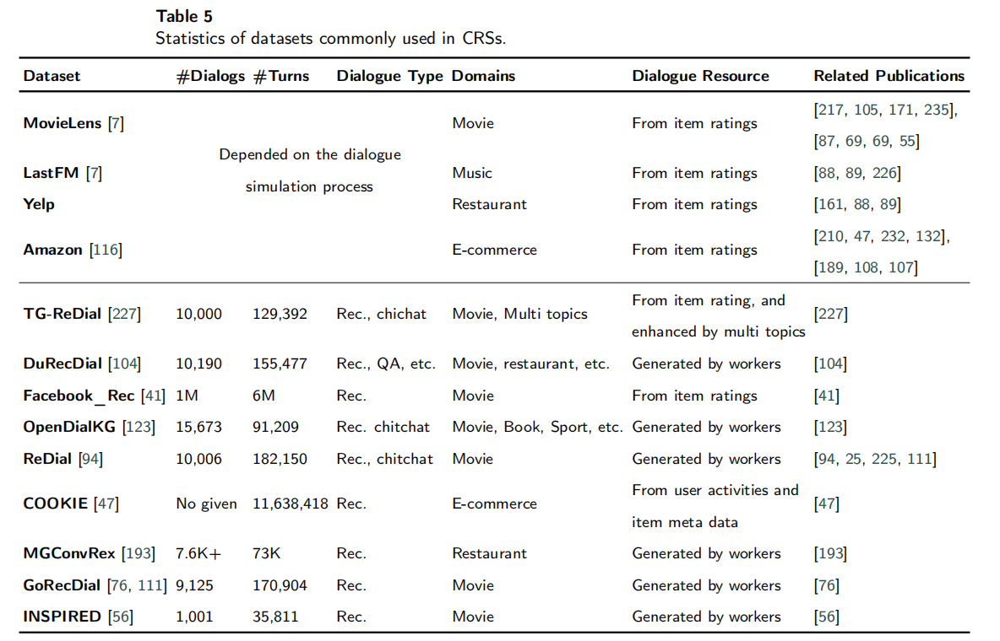 Table 5
Statistics of datasets commonly used in CRSs.
Dataset #Dialogs #Turns Dialogue Type Domains Dialogue Resource Related Publications
MovieLens [7] Movie From item ratings [217, 105, 171, 235],
[87, 69, 69, 55]
Depended on the dialogue
simulation process
LastFM [7] Music From item ratings [88, 89, 226]
Yelp Restaurant From item ratings [161, 88, 89]
Amazon [116] E-commerce From item ratings [210, 47, 232, 132],
[189, 108, 107]
TG-ReDial [227] 10,000 129,392 Rec., chichat Movie, Multi topics From item rating, and
enhanced by multi topics [227]
DuRecDial [104] 10,190 155,477 Rec., QA, etc. Movie, restaurant, etc. Generated by workers [104]
Facebook_Rec [41] 1M 6M Rec. Movie From item ratings [41]
OpenDialKG [123] 15,673 91,209 Rec. chitchat Movie, Book, Sport, etc. Generated by workers [123]
ReDial [94] 10,006 182,150 Rec., chitchat Movie Generated by workers [94, 25, 225, 111]
COOKIE [47] No given 11,638,418 Rec. E-commerce From user activities and
item meta data [47]
MGConvRex [193] 7.6K+ 73K Rec. Restaurant Generated by workers [193]
GoRecDial [76, 111] 9,125 170,904 Rec. Movie Generated by workers [76]
INSPIRED [56] 1,001 35,811 Rec. Movie Generated by workers [56]